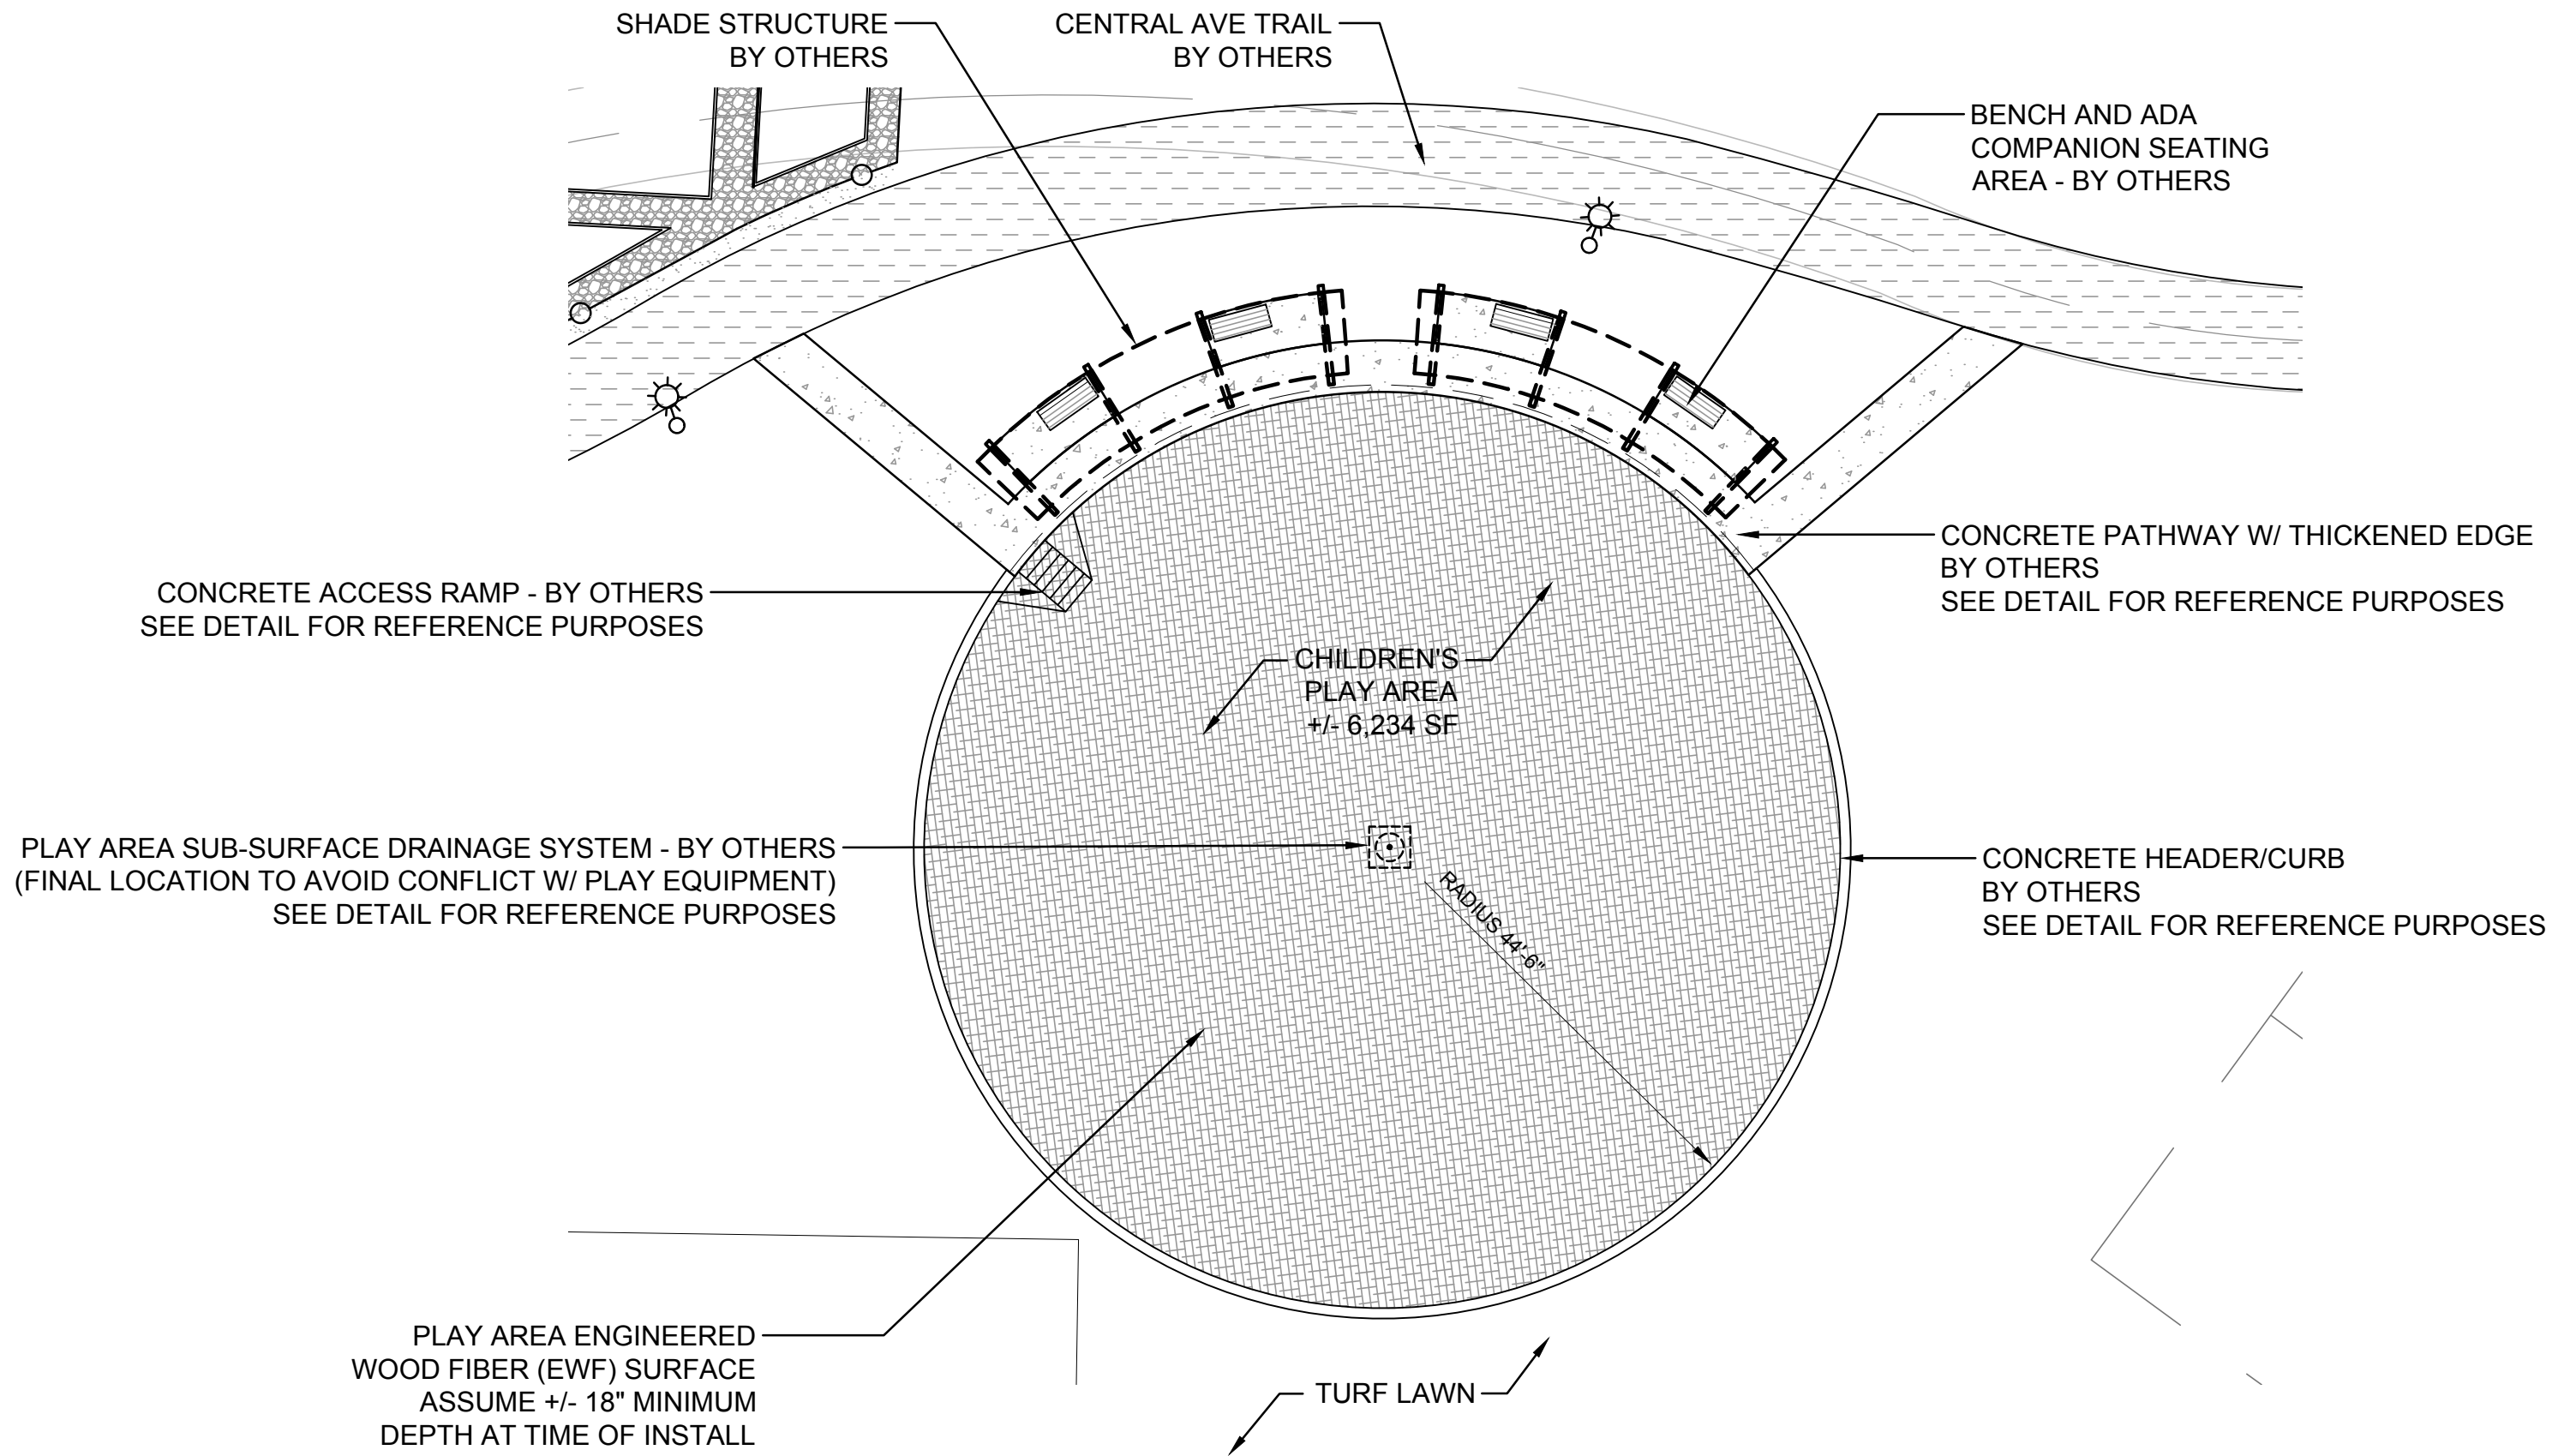 SHADE STRUCTURE
BY OTHERS
CENTRAL AVE TRAIL
BY OTHERS
BENCH AND ADA
COMPANION SEATING
AREA - BY OTHERS
CONCRETE PATHWAY W/ THICKENED EDGE
BY OTHERS
SEE DETAIL FOR REFERENCE PURPOSES
CONCRETE ACCESS RAMP - BY OTHERS
SEE DETAIL FOR REFERENCE PURPOSES
CHILDREN'S
PLAY AREA
+/- 6,234 SF
PLAY AREA SUB-SURFACE DRAINAGE SYSTEM - BY OTHERS
(FINAL LOCATION TO AVOID CONFLICT W/ PLAY EQUIPMENT)
SEE DETAIL FOR REFERENCE PURPOSES
RADIUS 44'-6"
CONCRETE HEADER/CURB
BY OTHERS
SEE DETAIL FOR REFERENCE PURPOSES
PLAY AREA ENGINEERED
WOOD FIBER (EWF) SURFACE
ASSUME +/- 18" MINIMUM
DEPTH AT TIME OF INSTALL
TURF LAWN